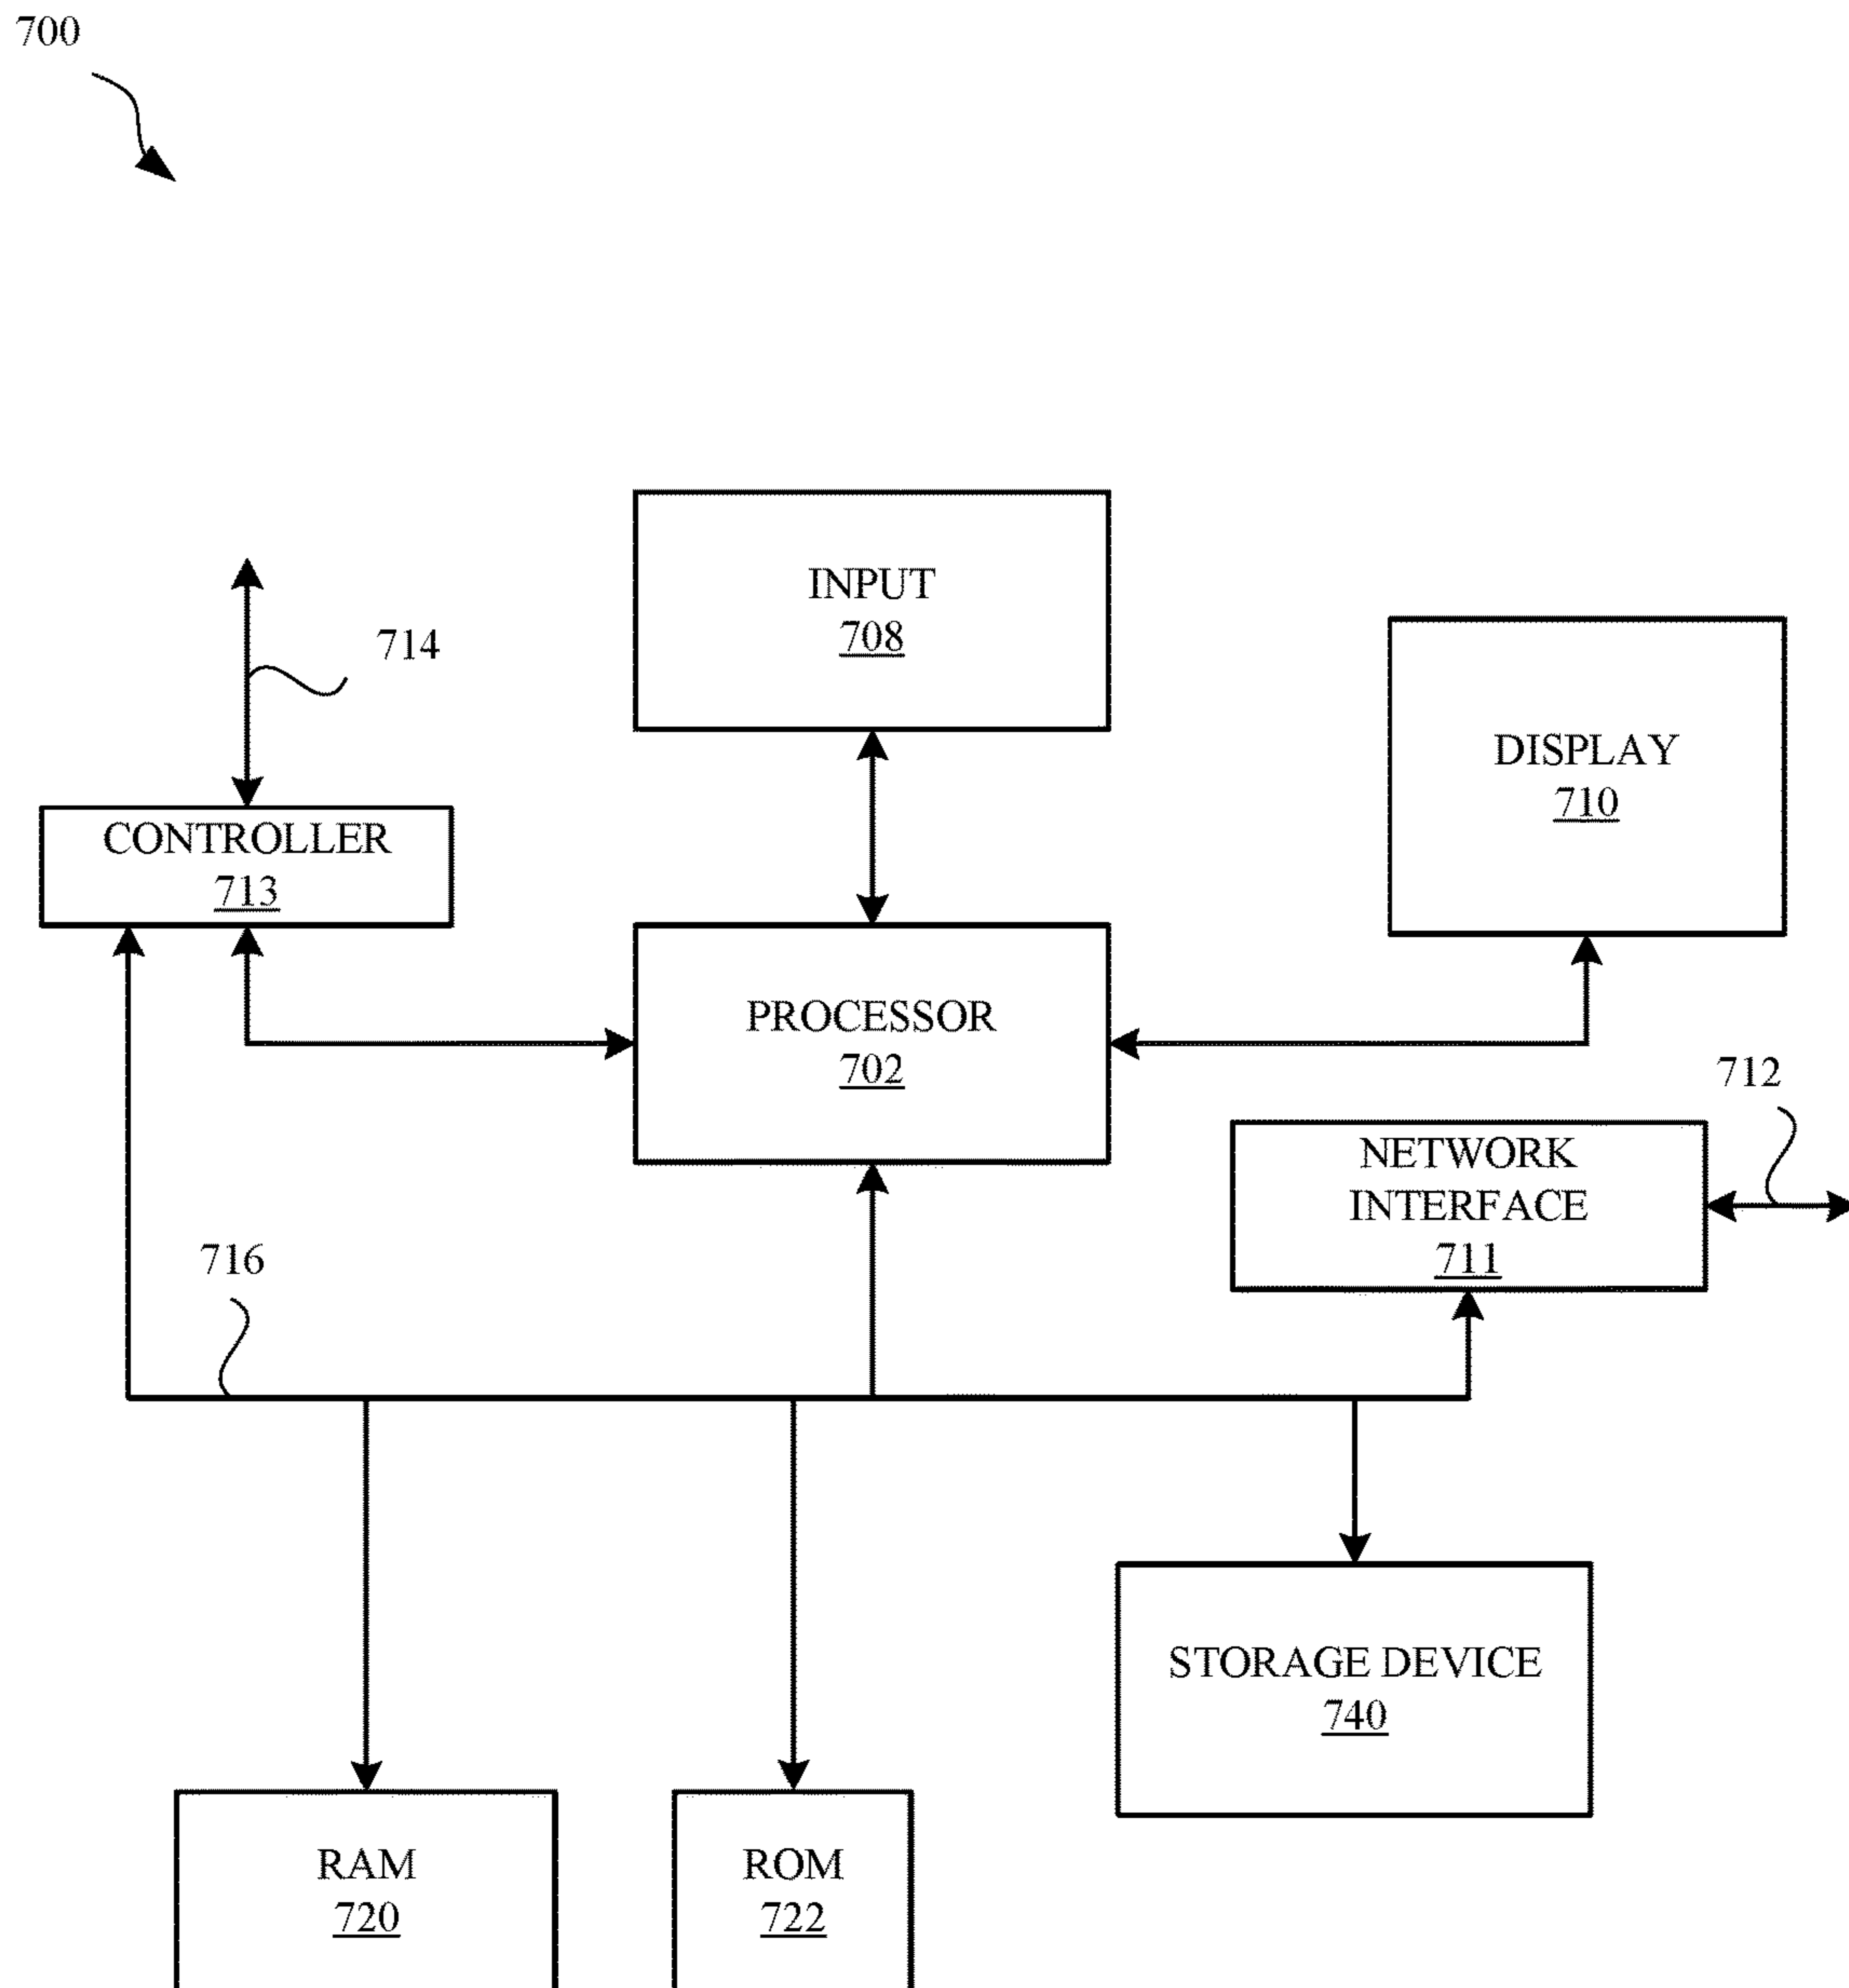 700
INPUT
708
714
DISPLAY
710
CONTROLLER
713
PROCESSOR
702
712
NETWORK
INTERFACE
711
716
STORAGE DEVICE
740
RAM
720
ROM
722